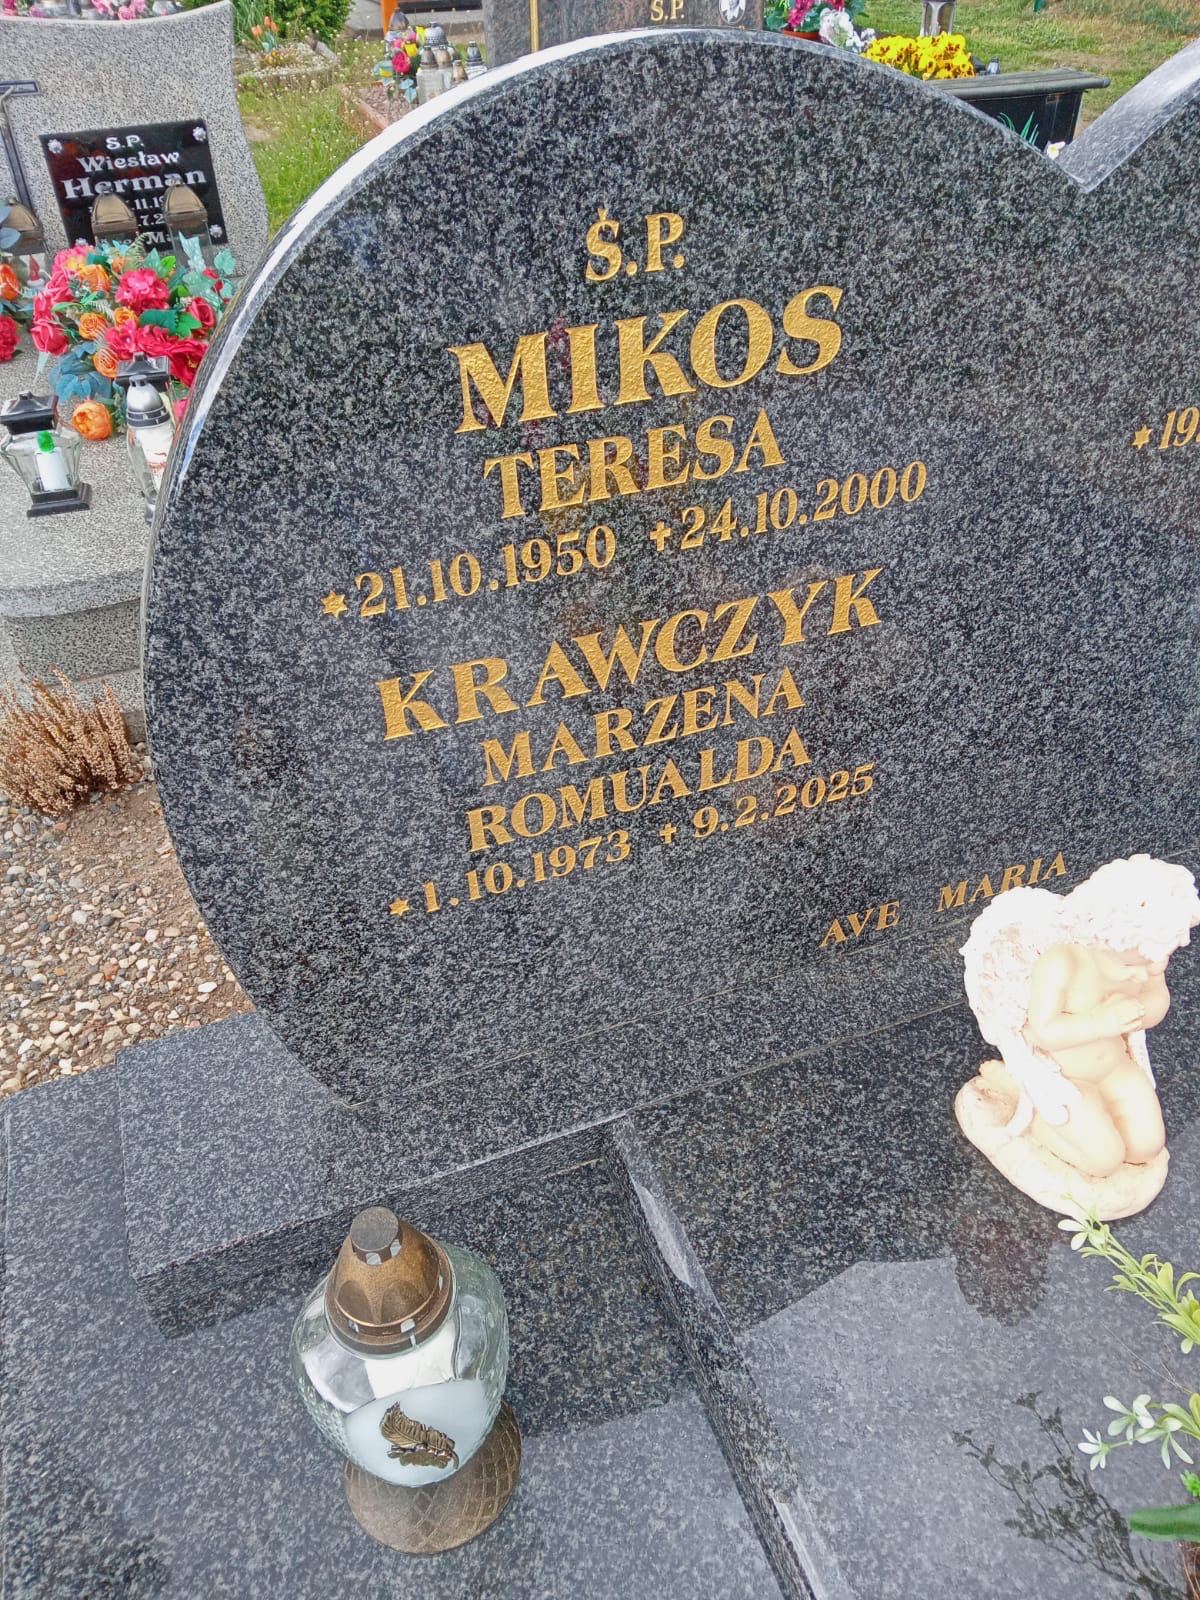 Ś.P.
MIKOS
TERESA
*21.10.1950 +24.10.2000
KRAWCZYK
MARZENA
ROMUALDA
*1.10.1973 +9.2.2025
AVE MARIA
*19
Ś.P.
Wiesław
Herman
S.P.